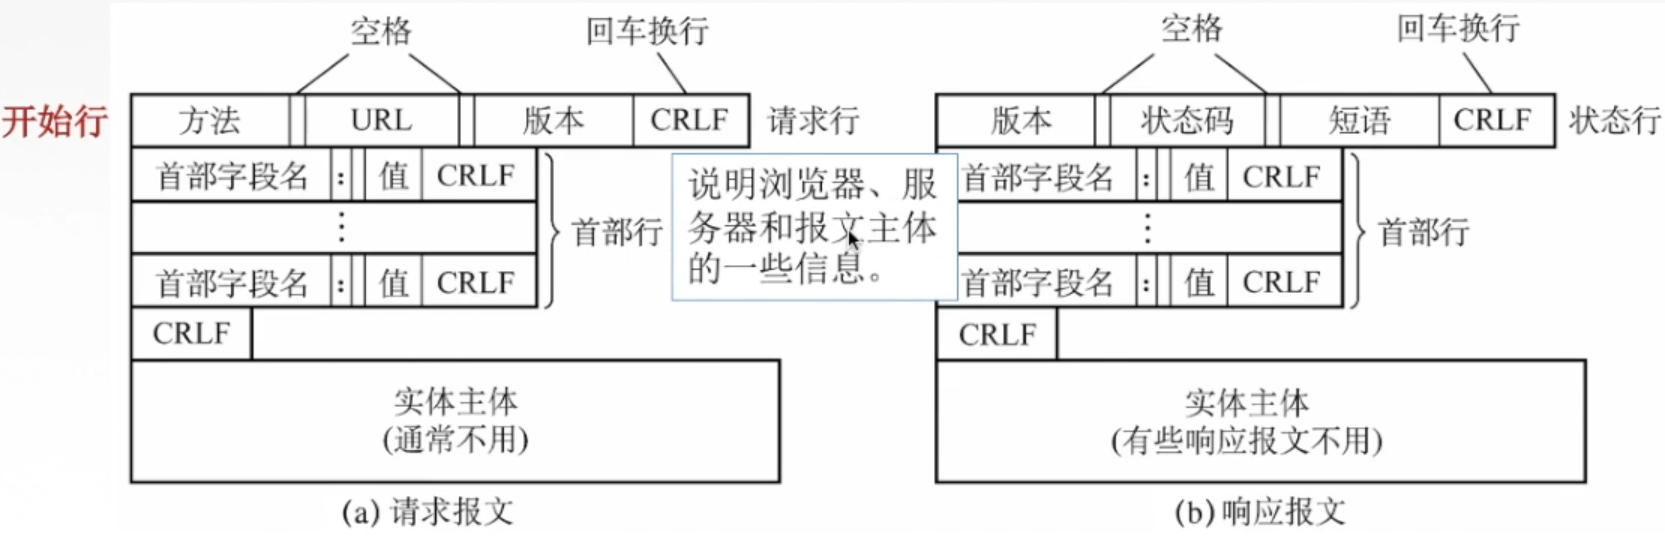 空格
回车换行
开始行
方法 URL 版本 CRLF 请求行
首部字段名 : 值 CRLF
⋮
首部字段名 : 值 CRLF
首部行
CRLF
实体主体
(通常不用)
(a) 请求报文
说明浏览器、服
务器和报文主体
的一些信息。
空格
回车换行
版本 状态码 短语 CRLF 状态行
首部字段名 : 值 CRLF
⋮
首部字段名 : 值 CRLF
首部行
CRLF
实体主体
(有些响应报文不用)
(b) 响应报文